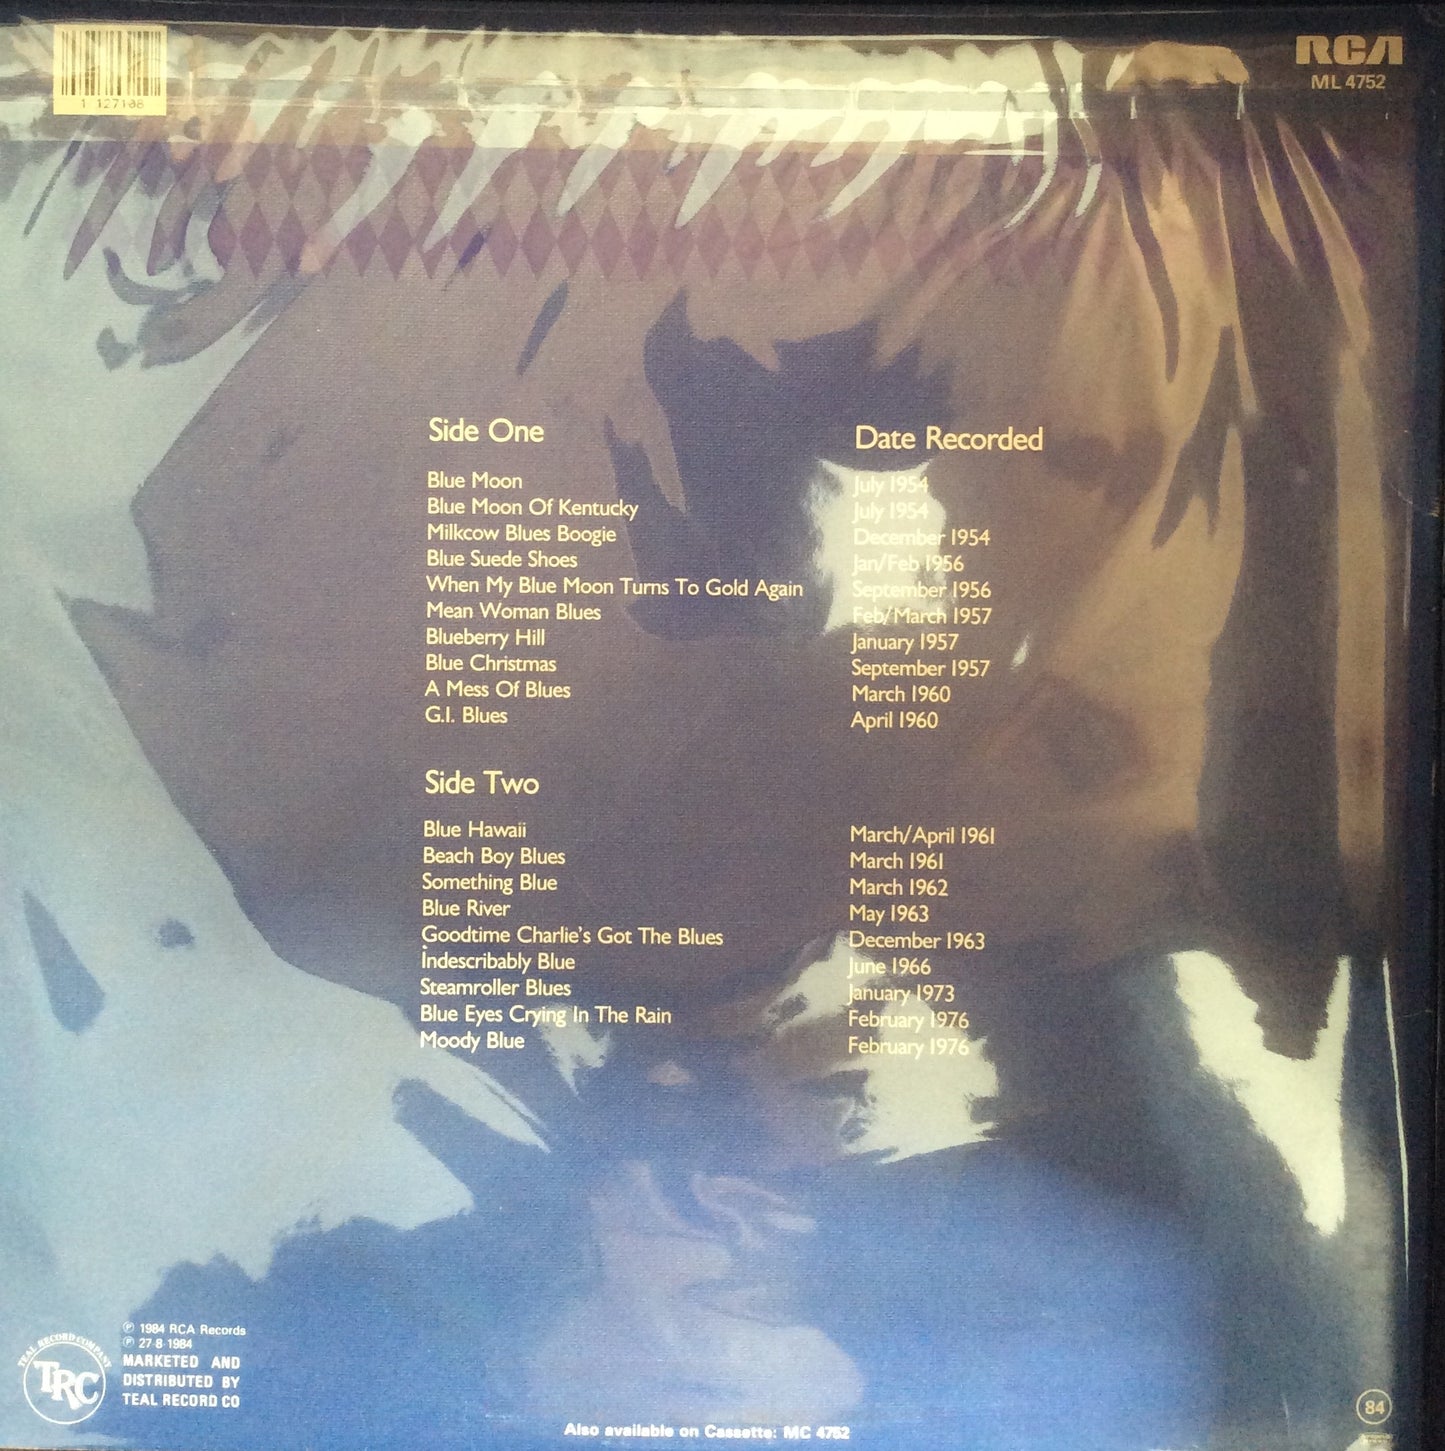 1 127108
RCA
ML 4752
Side One
Date Recorded
Blue Moon July 1954
Blue Moon Of Kentucky July 1954
Milkcow Blues Boogie December 1954
Blue Suede Shoes Jan/Feb 1956
When My Blue Moon Turns To Gold Again September 1956
Mean Woman Blues Feb/March 1957
Blueberry Hill January 1957
Blue Christmas September 1957
A Mess Of Blues March 1960
G.I. Blues April 1960
Side Two
Blue Hawaii March/April 1961
Beach Boy Blues March 1961
Something Blue March 1962
Blue River May 1963
Goodtime Charlie's Got The Blues December 1963
Indescribably Blue June 1966
Steamroller Blues January 1973
Blue Eyes Crying In The Rain February 1976
Moody Blue February 1976
TEAL RECORD COMPANY
TRC
℗ 1984 RCA Records
℗ 27·8·1984
MARKETED AND
DISTRIBUTED BY
TEAL RECORD CO
84
Also available on Cassette: MC 4752